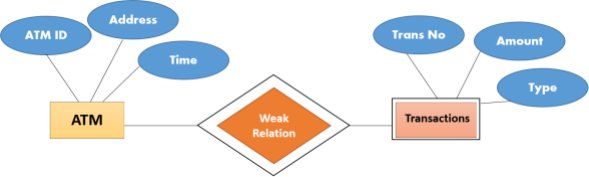 Address
ATM ID
Time
Trans No
Amount
Type
ATM
Weak
Relation
Transactions